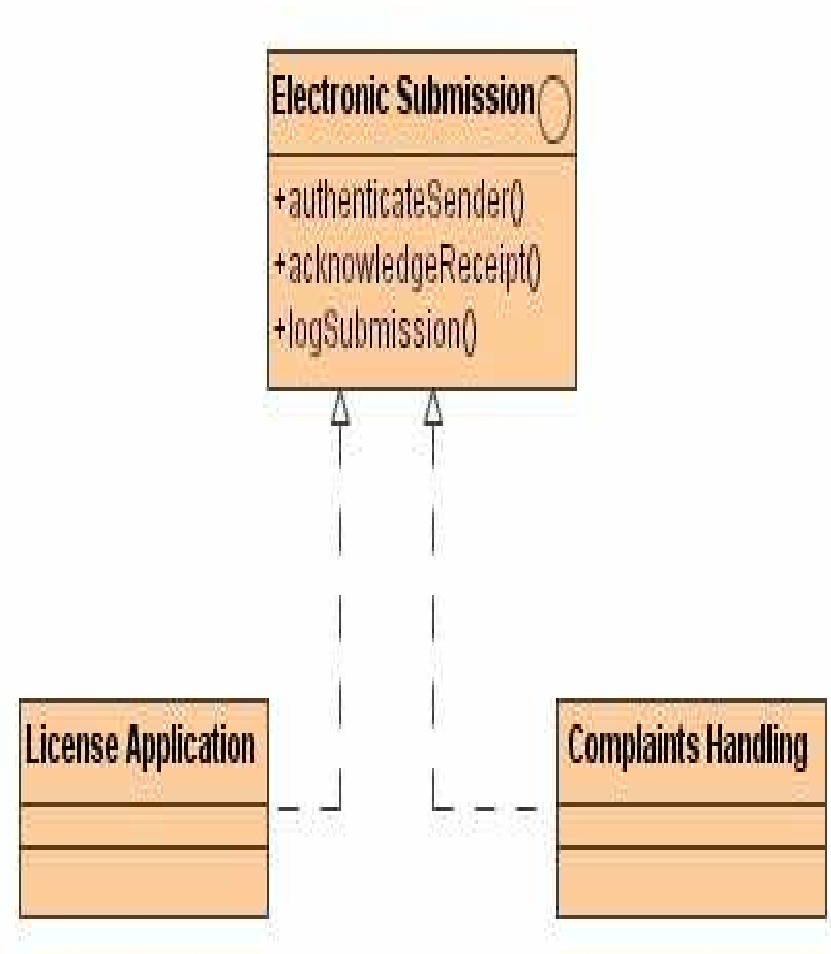 Electronic Submission
+authenticateSender()
+acknowledgeReceipt()
+logSubmission()
License Application
Complaints Handling